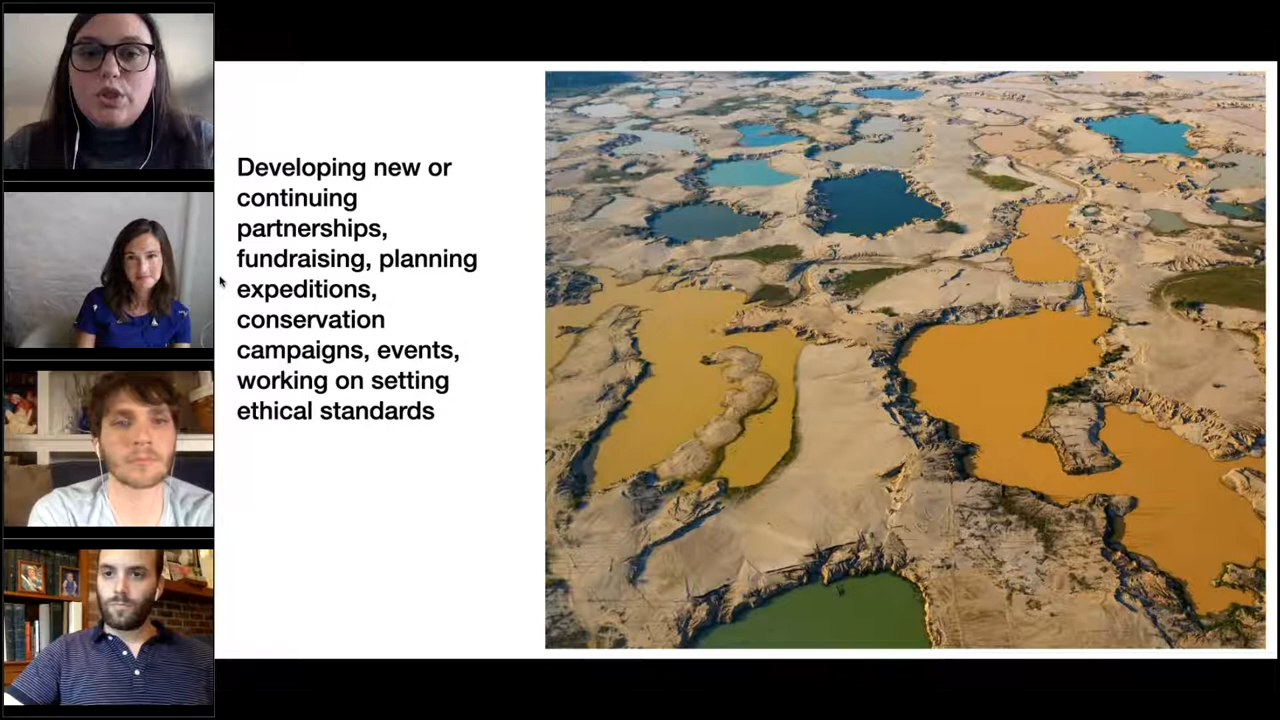 Developing new or
continuing
partnerships,
fundraising, planning
expeditions,
conservation
campaigns, events,
working on setting
ethical standards